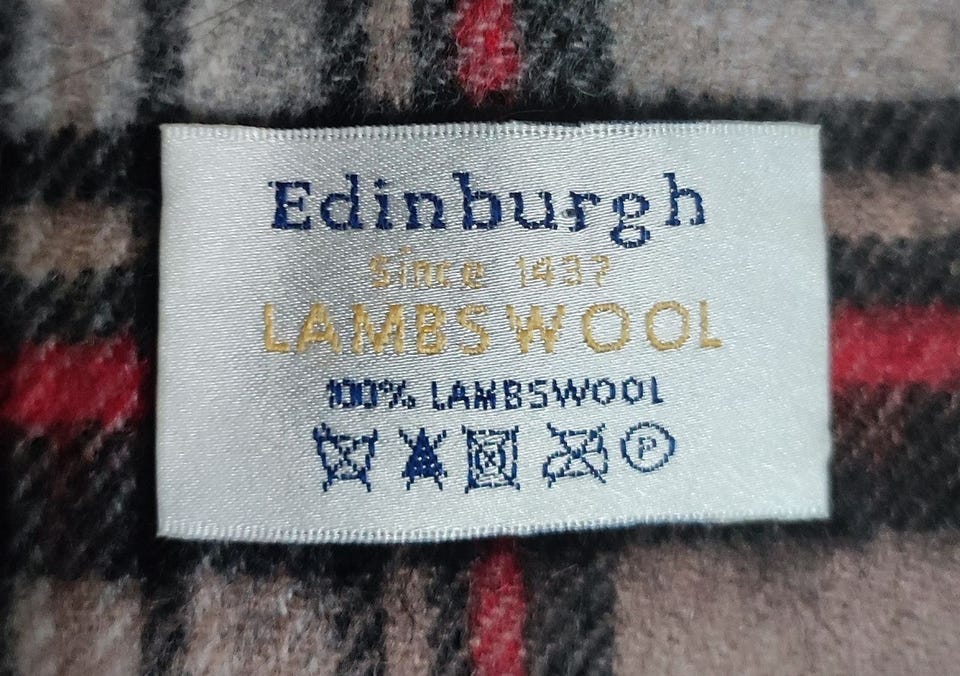 Edinburgh
Since 1437
LAMBSWOOL
100% LAMBSWOOL
P